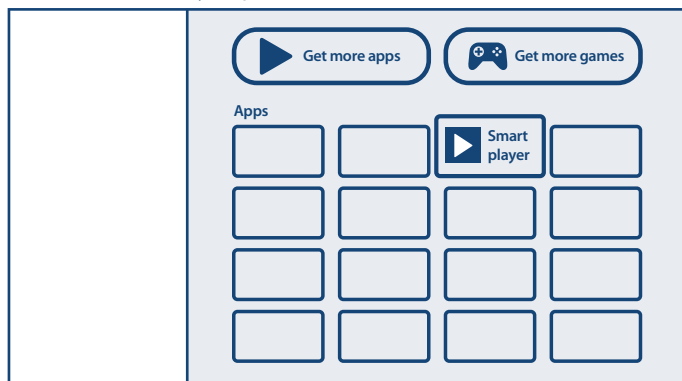 Get more apps
Get more games
Apps
Smart
player